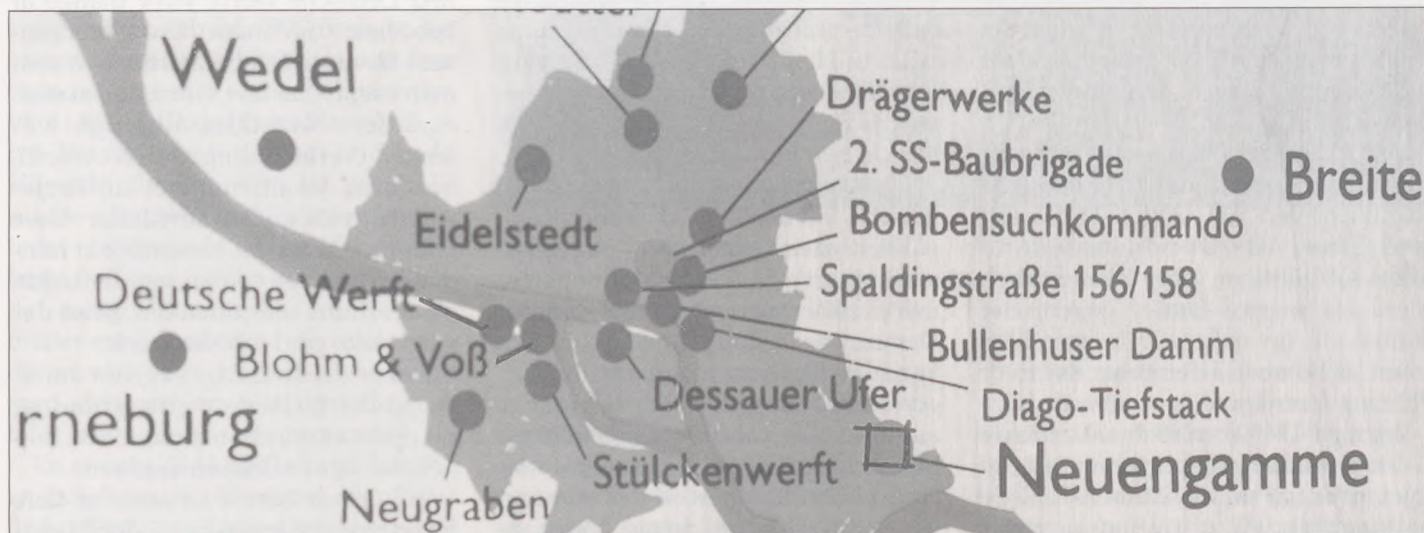 Wedel
Drägerwerke
2. SS-Baubrigade
Breite
Eidelstedt
Bombensuchkommando
Spaldingstraße 156/158
Deutsche Werft
Blohm & Voß
Bullenhuser Damm
Dessauer Ufer
Diago-Tiefstack
rneburg
Stülckenwerft
Neuengamme
Neugraben